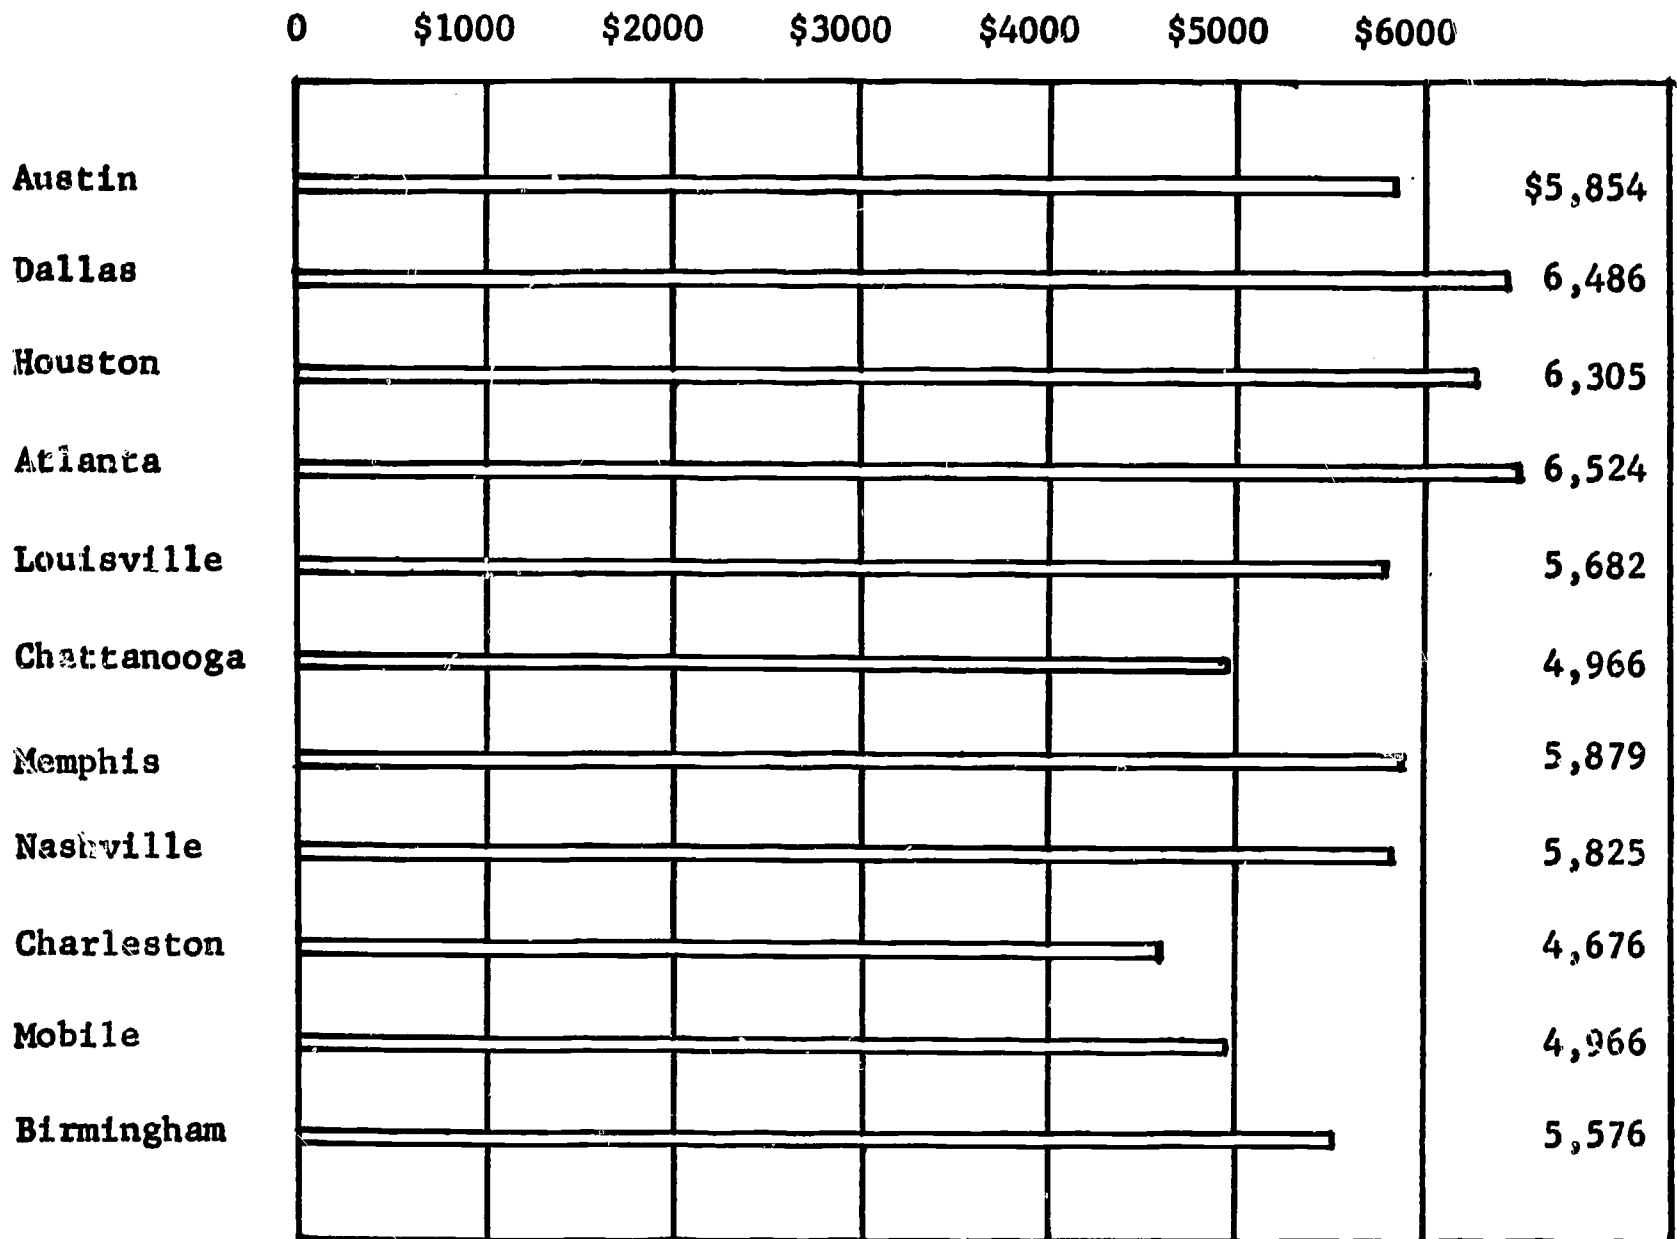 0 $1000 $2000 $3000 $4000 $5000 $6000
Austin $5,854
Dallas 6,486
Houston 6,305
Atlanta 6,524
Louisville 5,682
Chattanooga 4,966
Memphis 5,879
Nashville 5,825
Charleston 4,676
Mobile 4,966
Birmingham 5,576